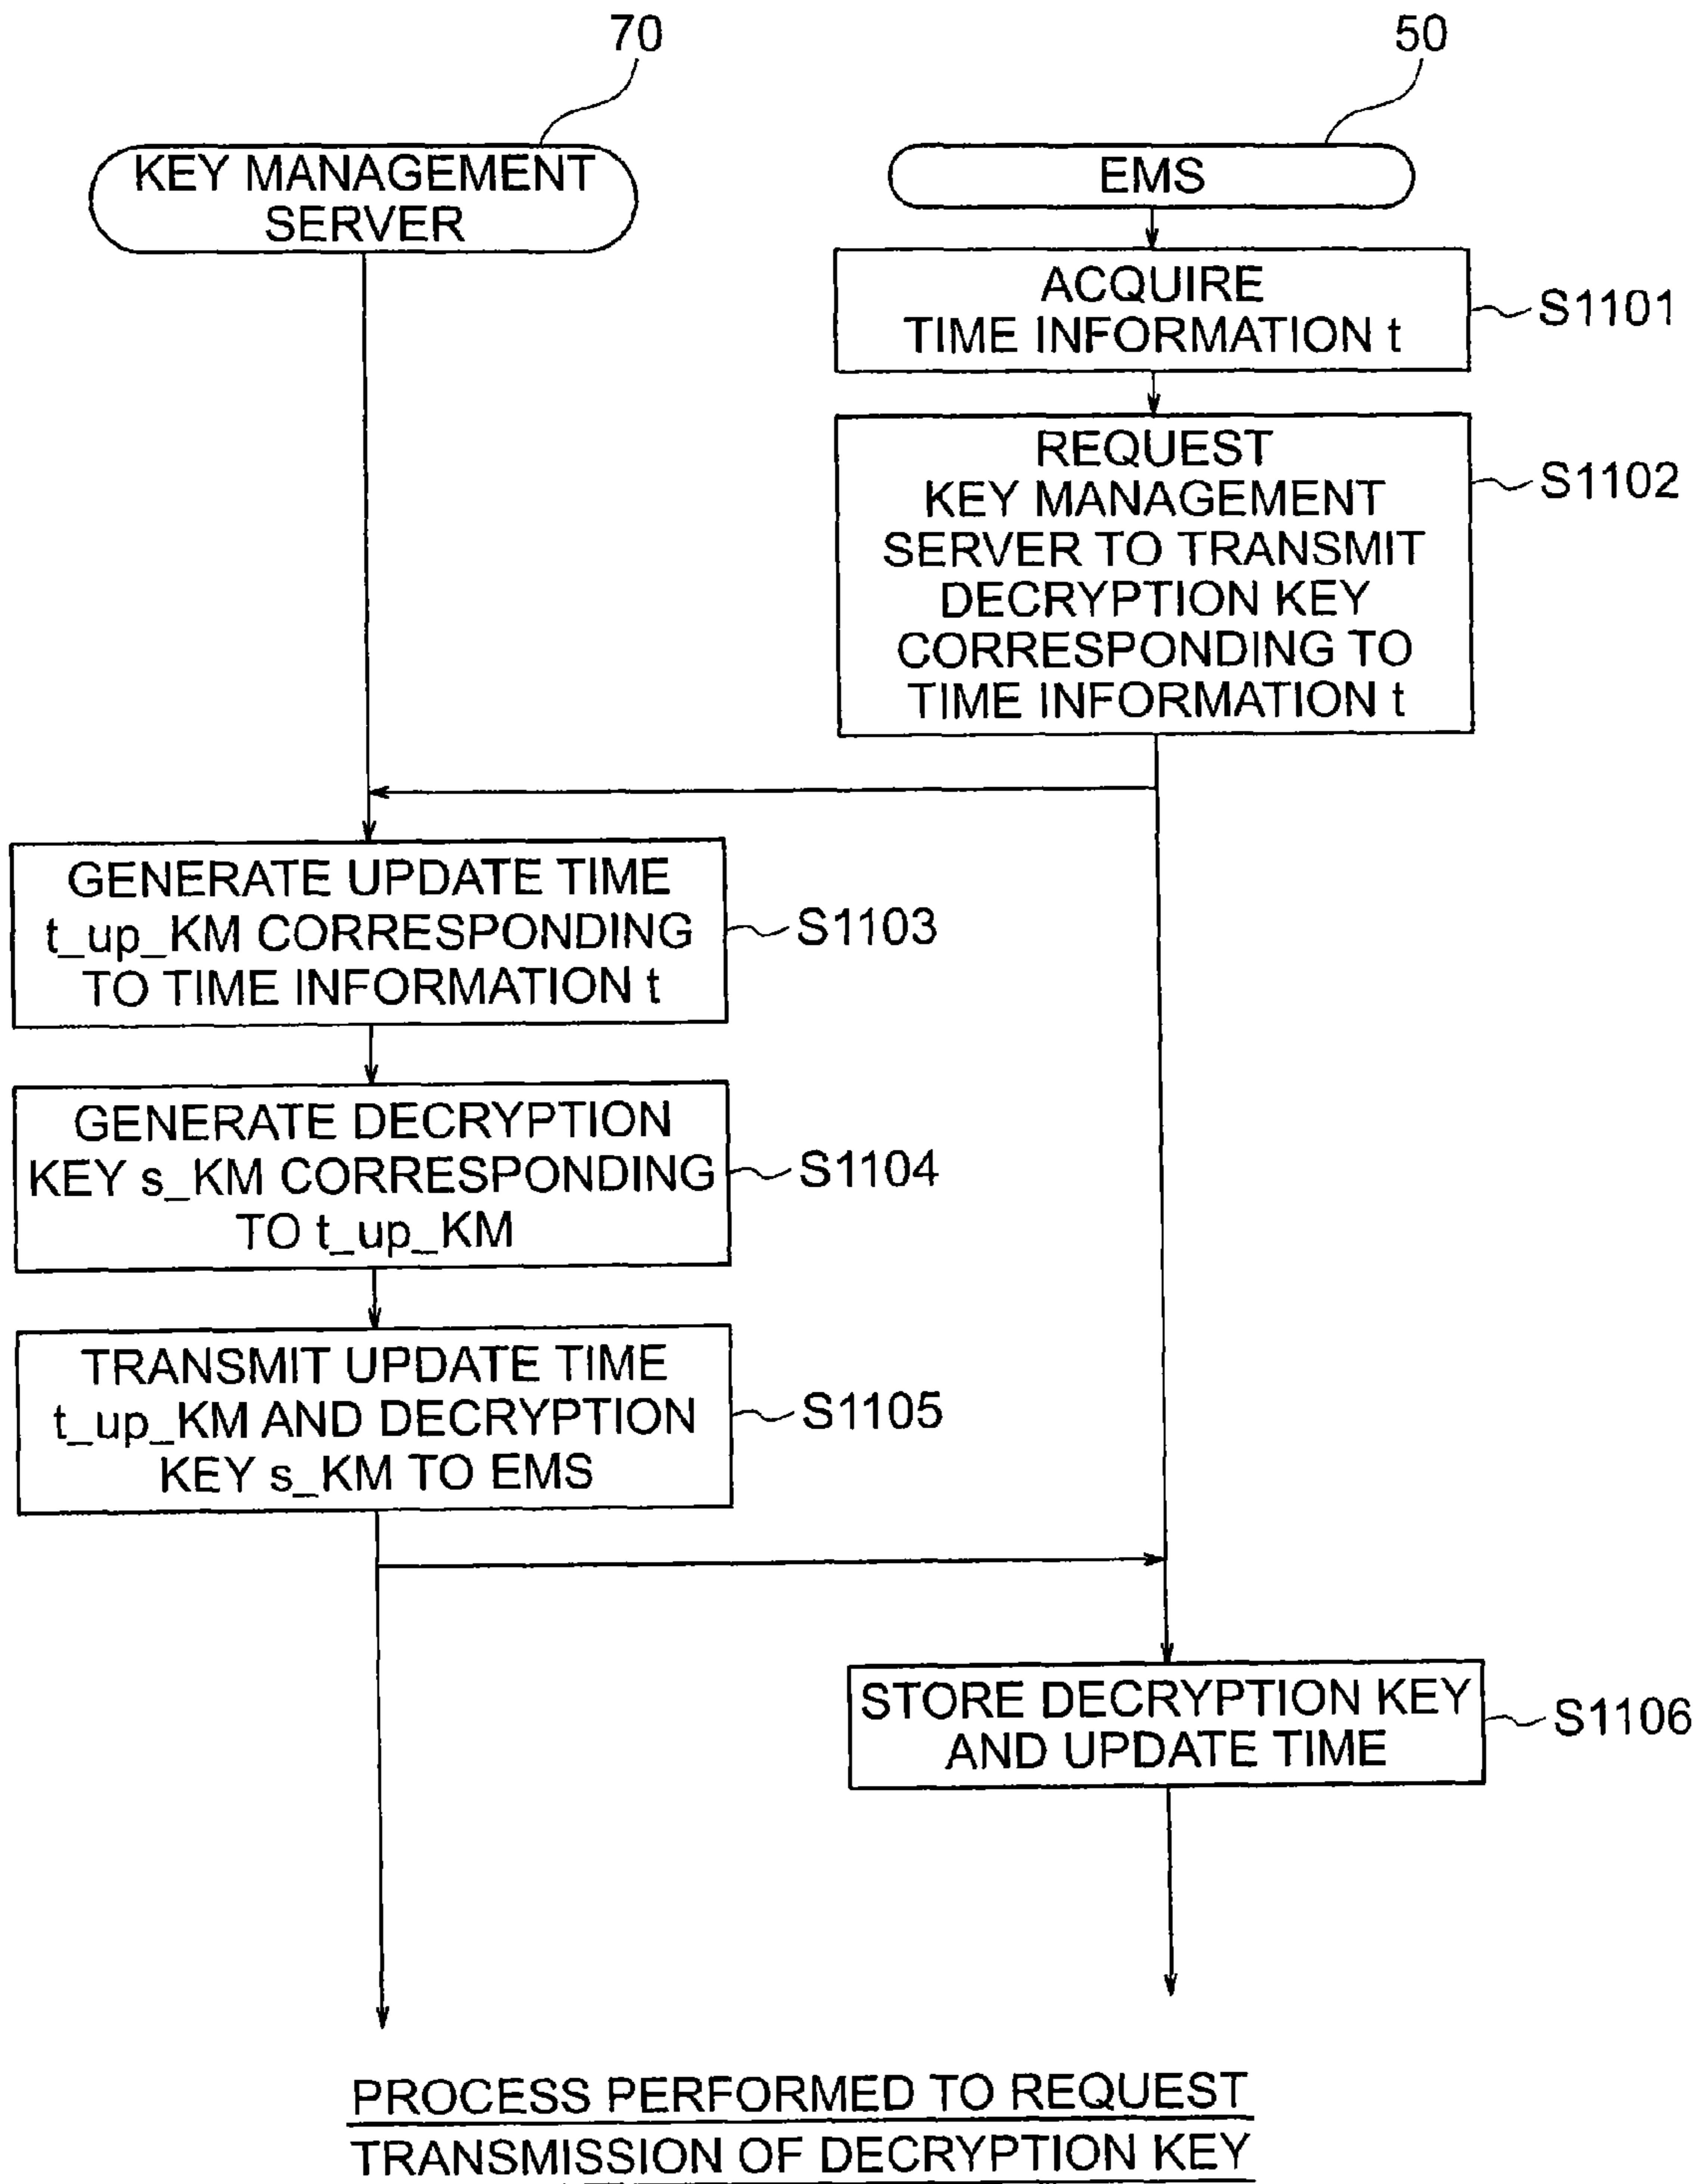 70
50
KEY MANAGEMENT
SERVER
EMS
ACQUIRE
TIME INFORMATION t
S1101
REQUEST
KEY MANAGEMENT
SERVER TO TRANSMIT
DECRYPTION KEY
CORRESPONDING TO
TIME INFORMATION t
S1102
GENERATE UPDATE TIME
t_up_KM CORRESPONDING
TO TIME INFORMATION t
S1103
GENERATE DECRYPTION
KEY s_KM CORRESPONDING
TO t_up_KM
S1104
TRANSMIT UPDATE TIME
t_up_KM AND DECRYPTION
KEY s_KM TO EMS
S1105
STORE DECRYPTION KEY
AND UPDATE TIME
S1106
PROCESS PERFORMED TO REQUEST
TRANSMISSION OF DECRYPTION KEY